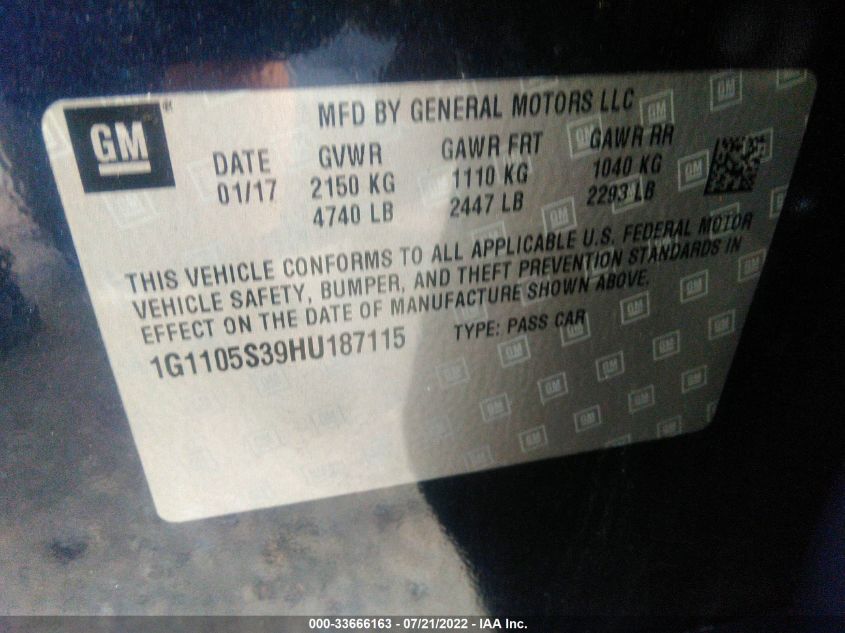 GM ®
MFD BY GENERAL MOTORS LLC
DATE GVWR GAWR FRT GAWR RR
01/17 2150 KG 1110 KG 1040 KG
4740 LB 2447 LB 2293 LB
THIS VEHICLE CONFORMS TO ALL APPLICABLE U.S. FEDERAL MOTOR
VEHICLE SAFETY, BUMPER, AND THEFT PREVENTION STANDARDS IN
EFFECT ON THE DATE OF MANUFACTURE SHOWN ABOVE.
1G1105S39HU187115 TYPE: PASS CAR
000-33666163 - 07/21/2022 - IAA Inc.